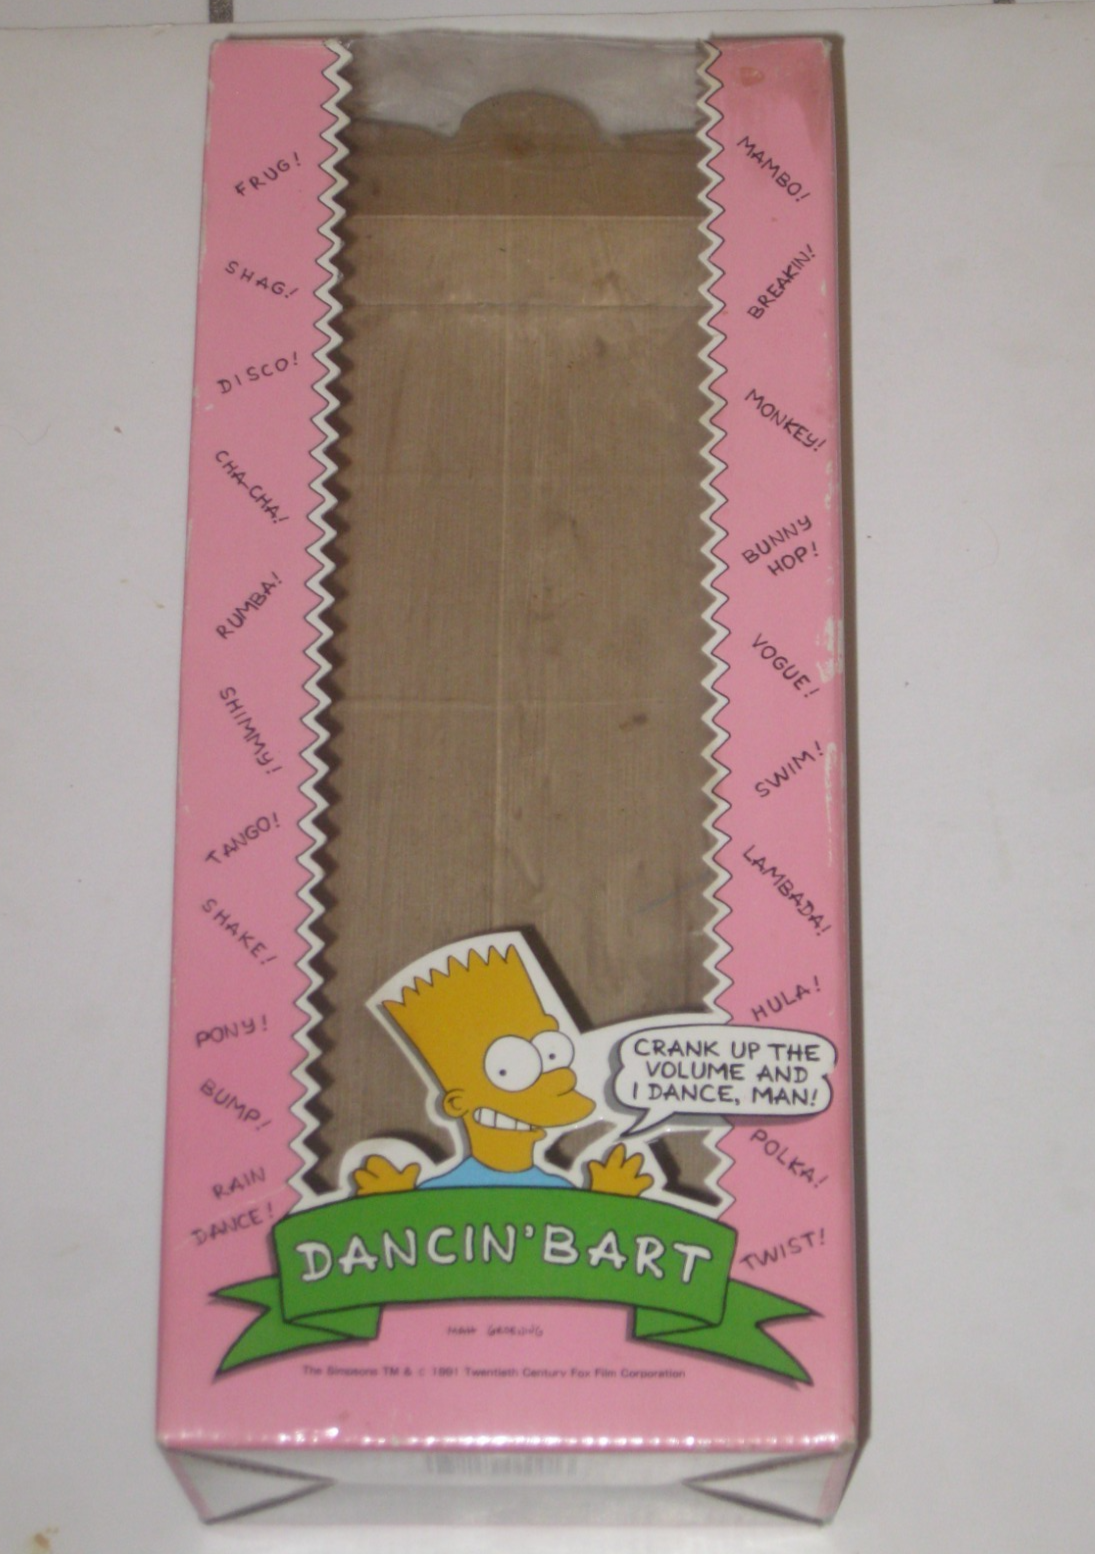 FRUG!
SHAG!
DISCO!
CHA-CHA!
RUMBA!
SHIMMY!
TANGO!
SHAKE!
PONY!
BUMP!
RAIN
DANCE!
MAMBO!
BREAKIN!
MONKEY!
BUNNY
HOP!
VOGUE!
SWIM!
LAMBADA!
HULA!
POLKA!
TWIST!
CRANK UP THE
VOLUME AND
I DANCE, MAN!
DANCIN' BART
MATT GROENING
The Simpsons TM & © 1991 Twentieth Century Fox Film Corporation